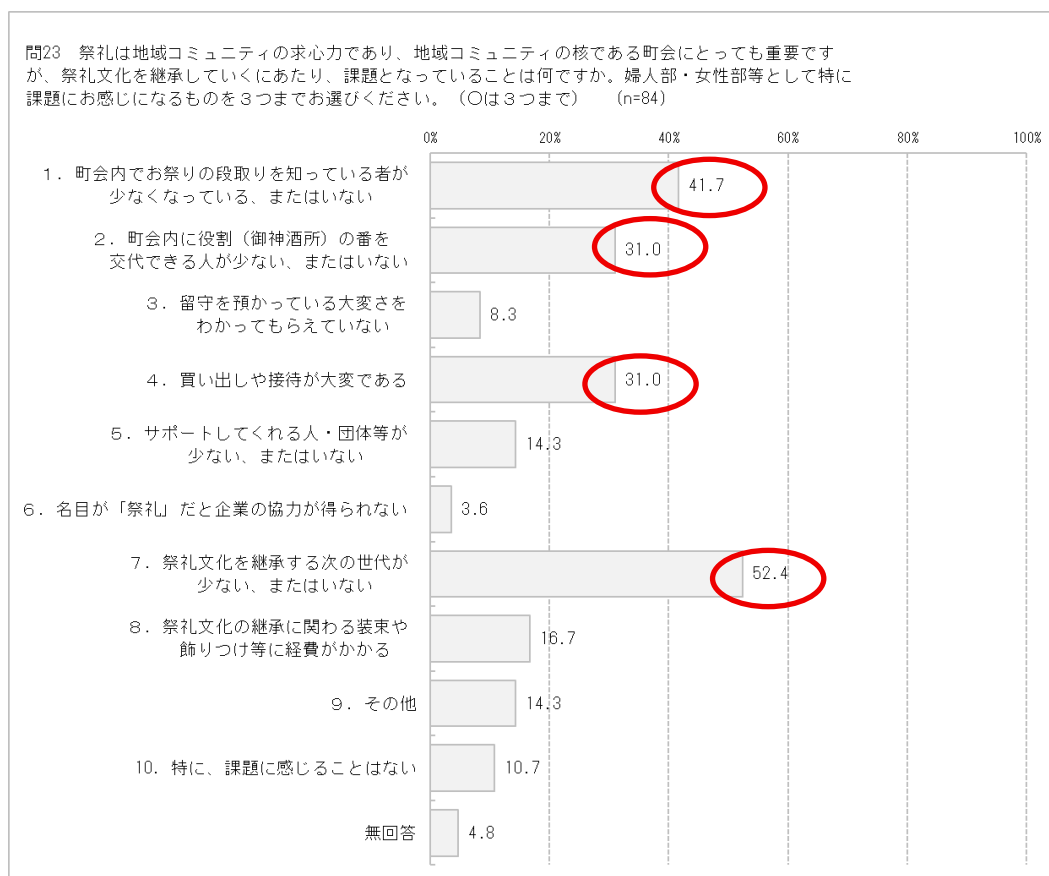 問23　祭礼は地域コミュニティの求心力であり、地域コミュニティの核である町会にとっても重要です
が、祭礼文化を継承していくにあたり、課題となっていることは何ですか。婦人部・女性部等として特に
課題にお感じになるものを３つまでお選びください。（〇は３つまで）　（n=84）
0% 20% 40% 60% 80% 100%
１．町会内でお祭りの段取りを知っている者が
少なくなっている、またはいない
41.7
２．町会内に役割（御神酒所）の番を
交代できる人が少ない、またはいない
31.0
３．留守を預かっている大変さを
わかってもらえていない
8.3
４．買い出しや接待が大変である
31.0
５．サポートしてくれる人・団体等が
少ない、またはいない
14.3
６．名目が「祭礼」だと企業の協力が得られない
3.6
７．祭礼文化を継承する次の世代が
少ない、またはいない
52.4
８．祭礼文化の継承に関わる装束や
飾りつけ等に経費がかかる
16.7
９．その他
14.3
10．特に、課題に感じることはない
10.7
無回答
4.8